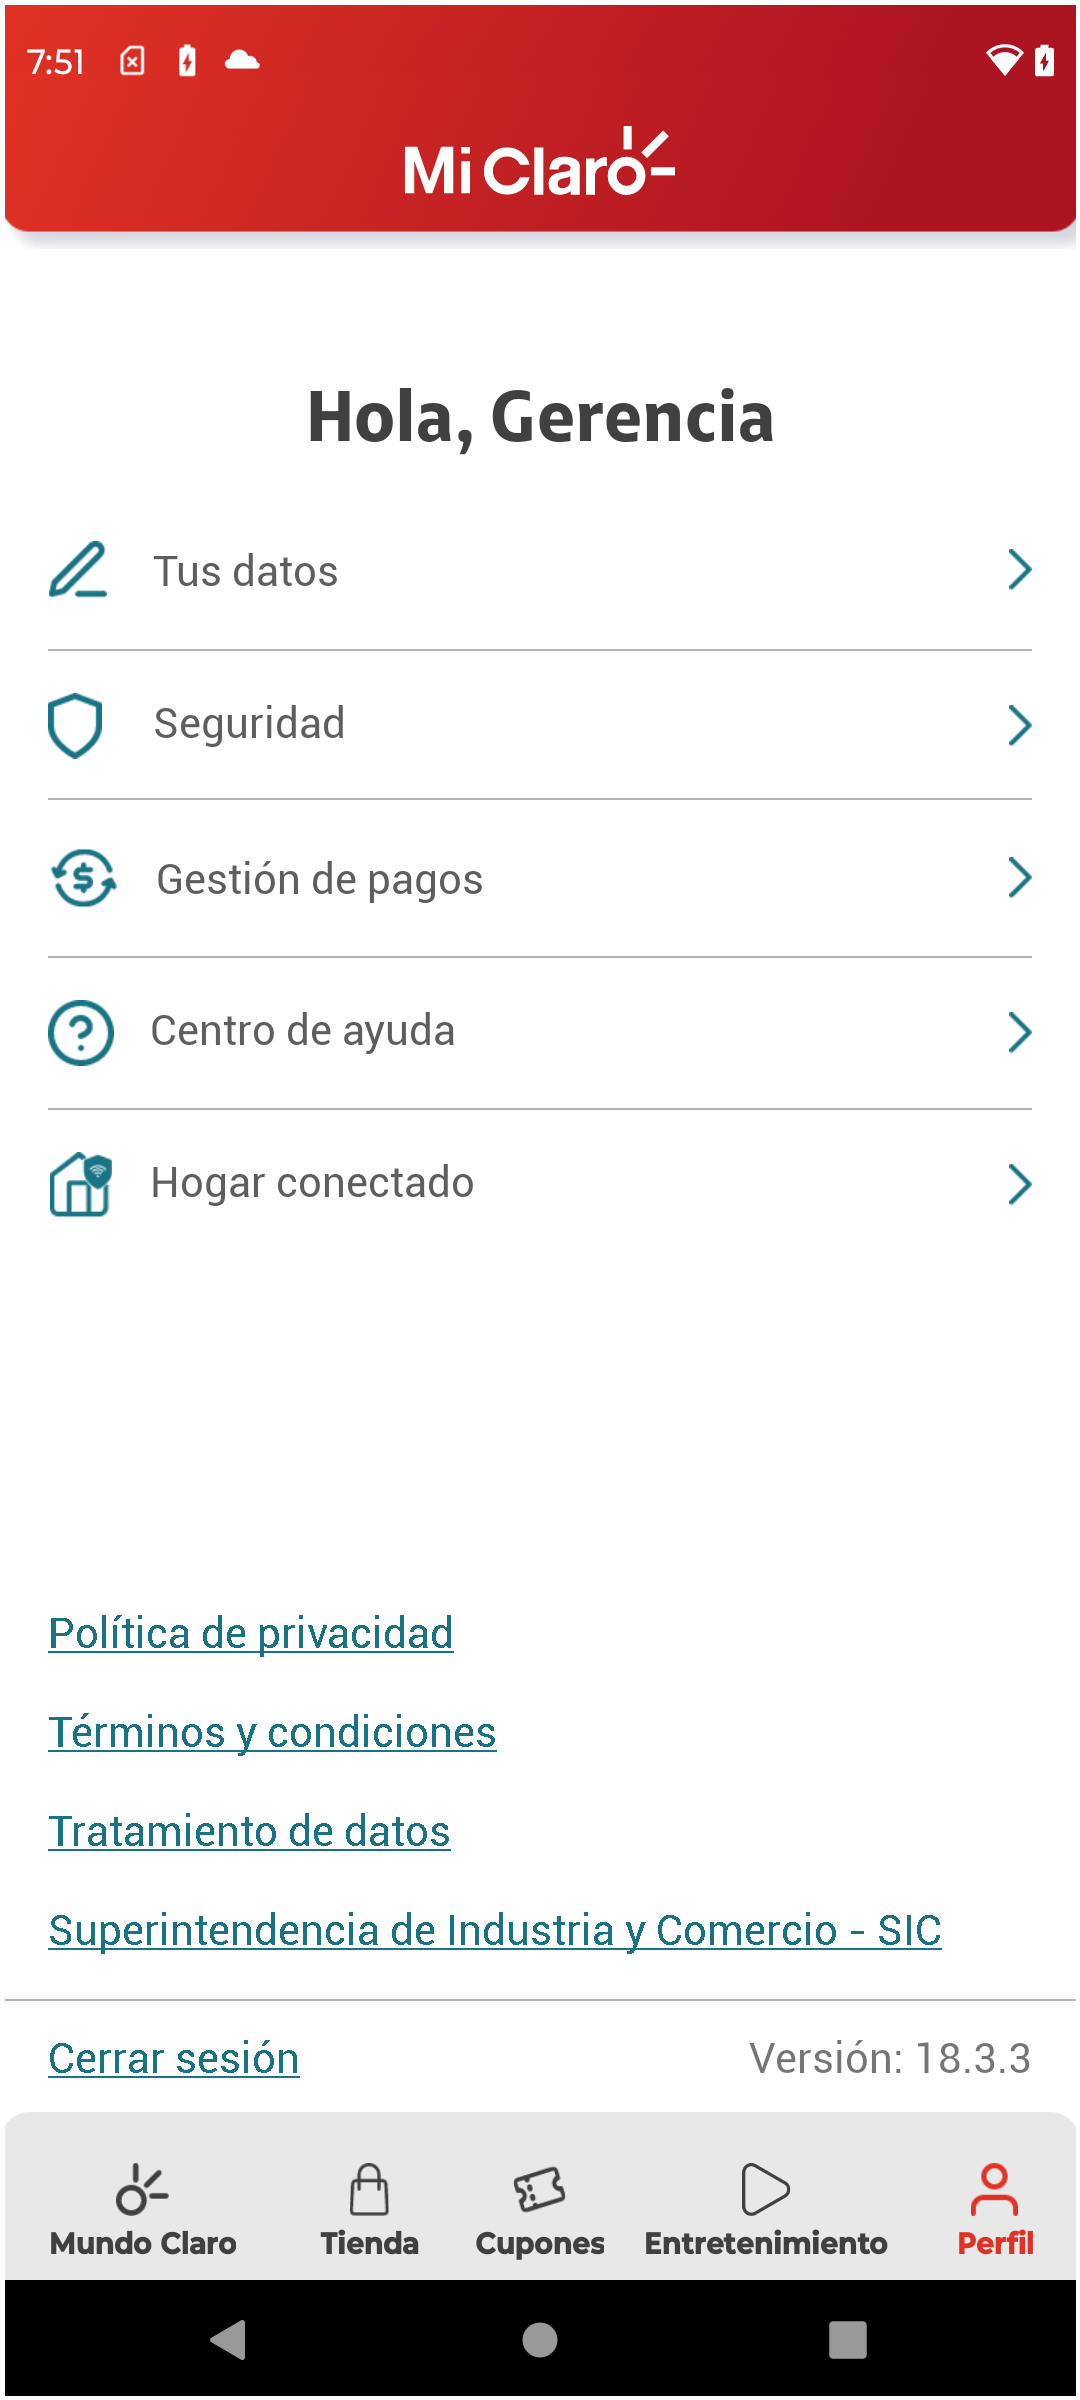 7:51
Mi Claro
Hola, Gerencia
Tus datos
Seguridad
Gestión de pagos
Centro de ayuda
Hogar conectado
Política de privacidad
Términos y condiciones
Tratamiento de datos
Superintendencia de Industria y Comercio - SIC
Cerrar sesión Versión: 18.3.3
Mundo Claro Tienda Cupones Entretenimiento Perfil